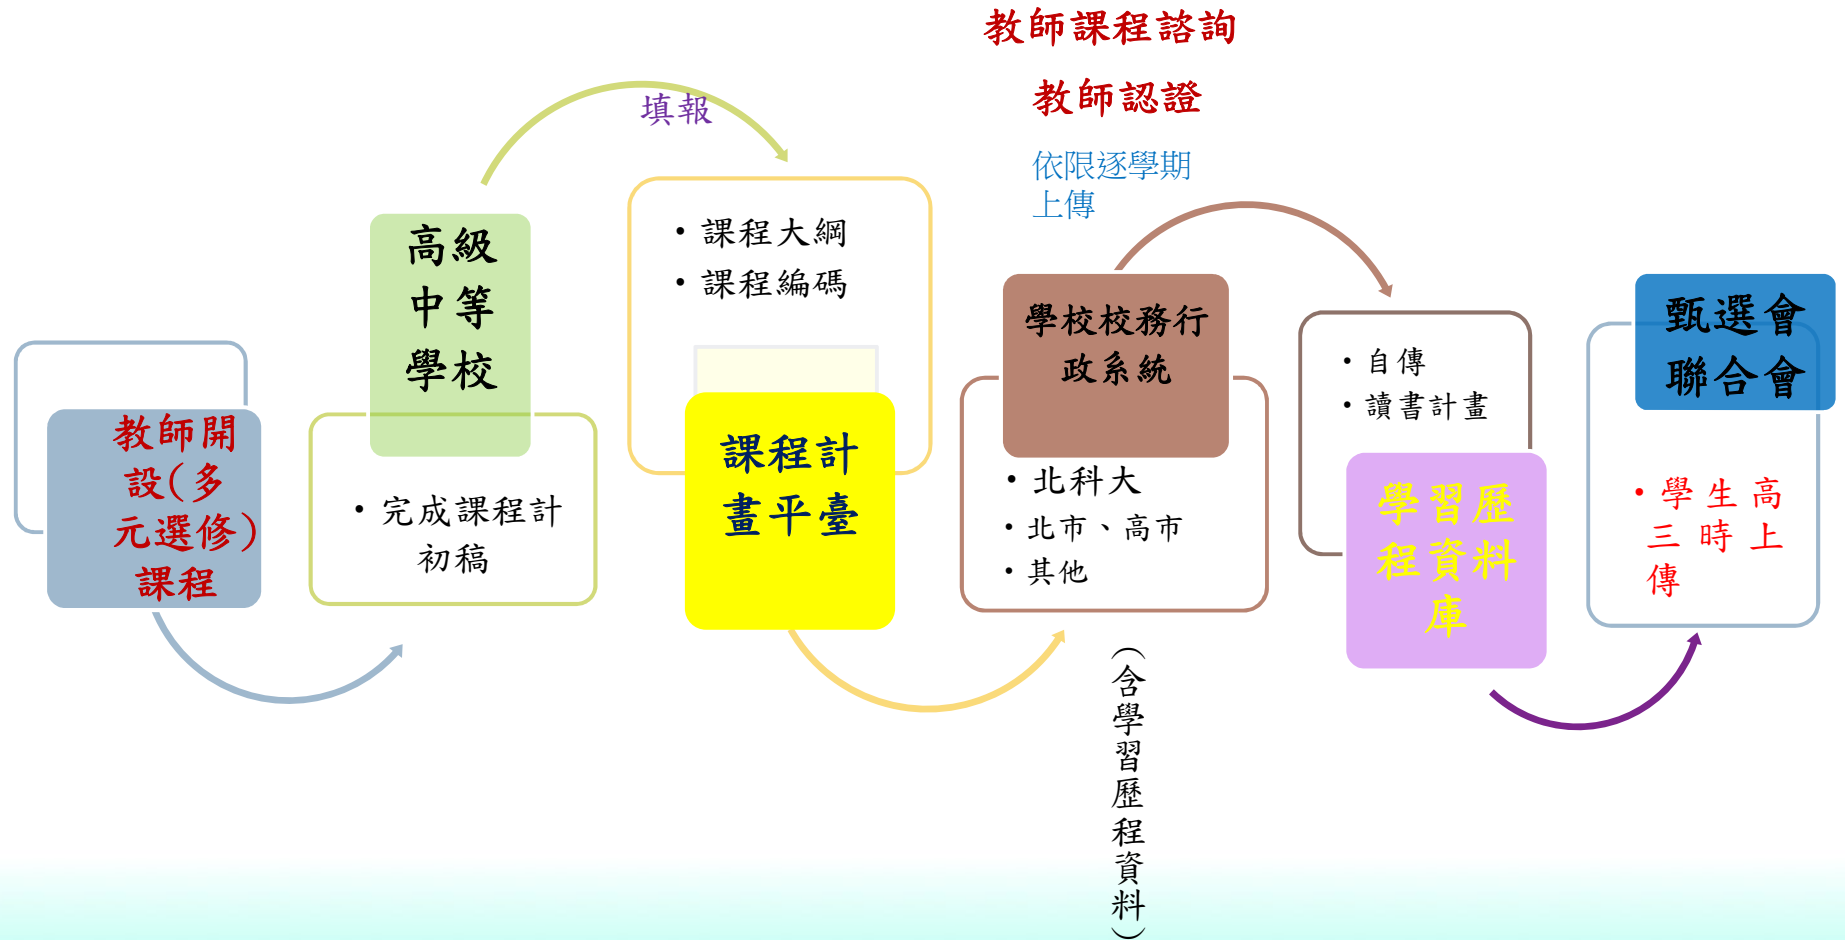 教師課程諮詢
教師認證
依限逐學期
上傳
填報
教師開
設(多
元選修)
課程
高級
中等
學校
•完成課程計
初稿
•課程大綱
•課程編碼
課程計
畫平臺
學校校務行
政系統
•北科大
•北市、高市
•其他
(含學習歷程資料)
•自傳
•讀書計畫
學習歷
程資料
庫
甄選會
聯合會
•學生高
三時上
傳